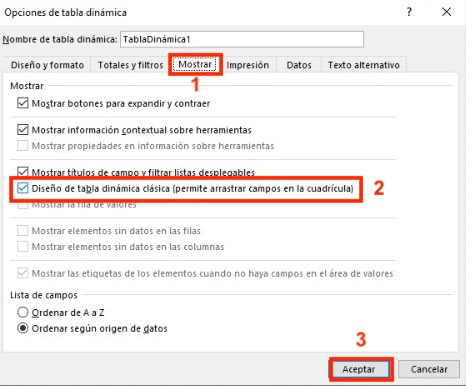 Opciones de tabla dinámica ? ×
Nombre de tabla dinámica: TablaDinámica1
Diseño y formato Totales y filtros Mostrar Impresión Datos Texto alternativo
1
Mostrar
Mostrar botones para expandir y contraer
Mostrar información contextual sobre herramientas
Mostrar propiedades en información sobre herramientas
Mostrar títulos de campo y filtrar listas desplegables
Diseño de tabla dinámica clásica (permite arrastrar campos en la cuadrícula) 2
Mostrar la fila de valores
Mostrar elementos sin datos en las filas
Mostrar elementos sin datos en las columnas
Mostrar las etiquetas de los elementos cuando no haya campos en el área de valores
Lista de campos
Ordenar de A a Z
Ordenar según origen de datos
3
Aceptar Cancelar